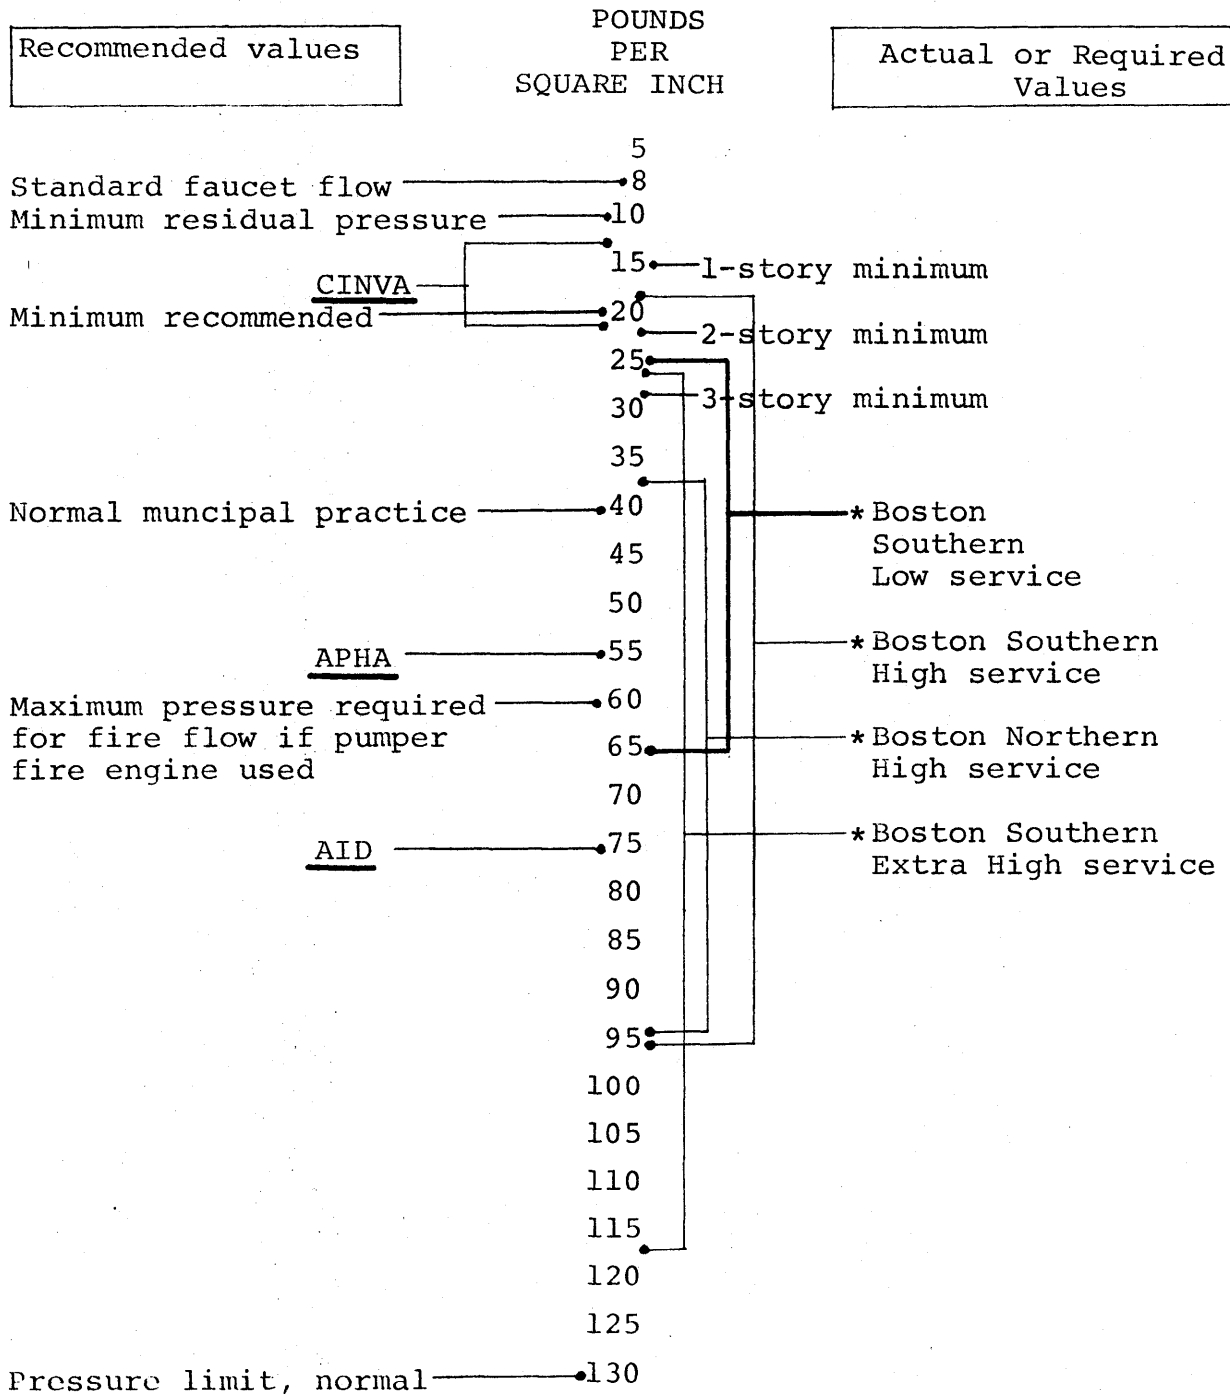 Recommended values
POUNDS
PER
SQUARE INCH
Actual or Required
Values
5
Standard faucet flow
8
Minimum residual pressure
10
15
1-story minimum
CINVA
Minimum recommended
20
2-story minimum
25
3-story minimum
30
35
Normal muncipal practice
40
*Boston
Southern
Low service
45
50
APHA
55
*Boston Southern
High service
Maximum pressure required
for fire flow if pumper
fire engine used
60
65
*Boston Northern
High service
70
AID
75
*Boston Southern
Extra High service
80
85
90
95
100
105
110
115
120
125
Pressure limit, normal
130